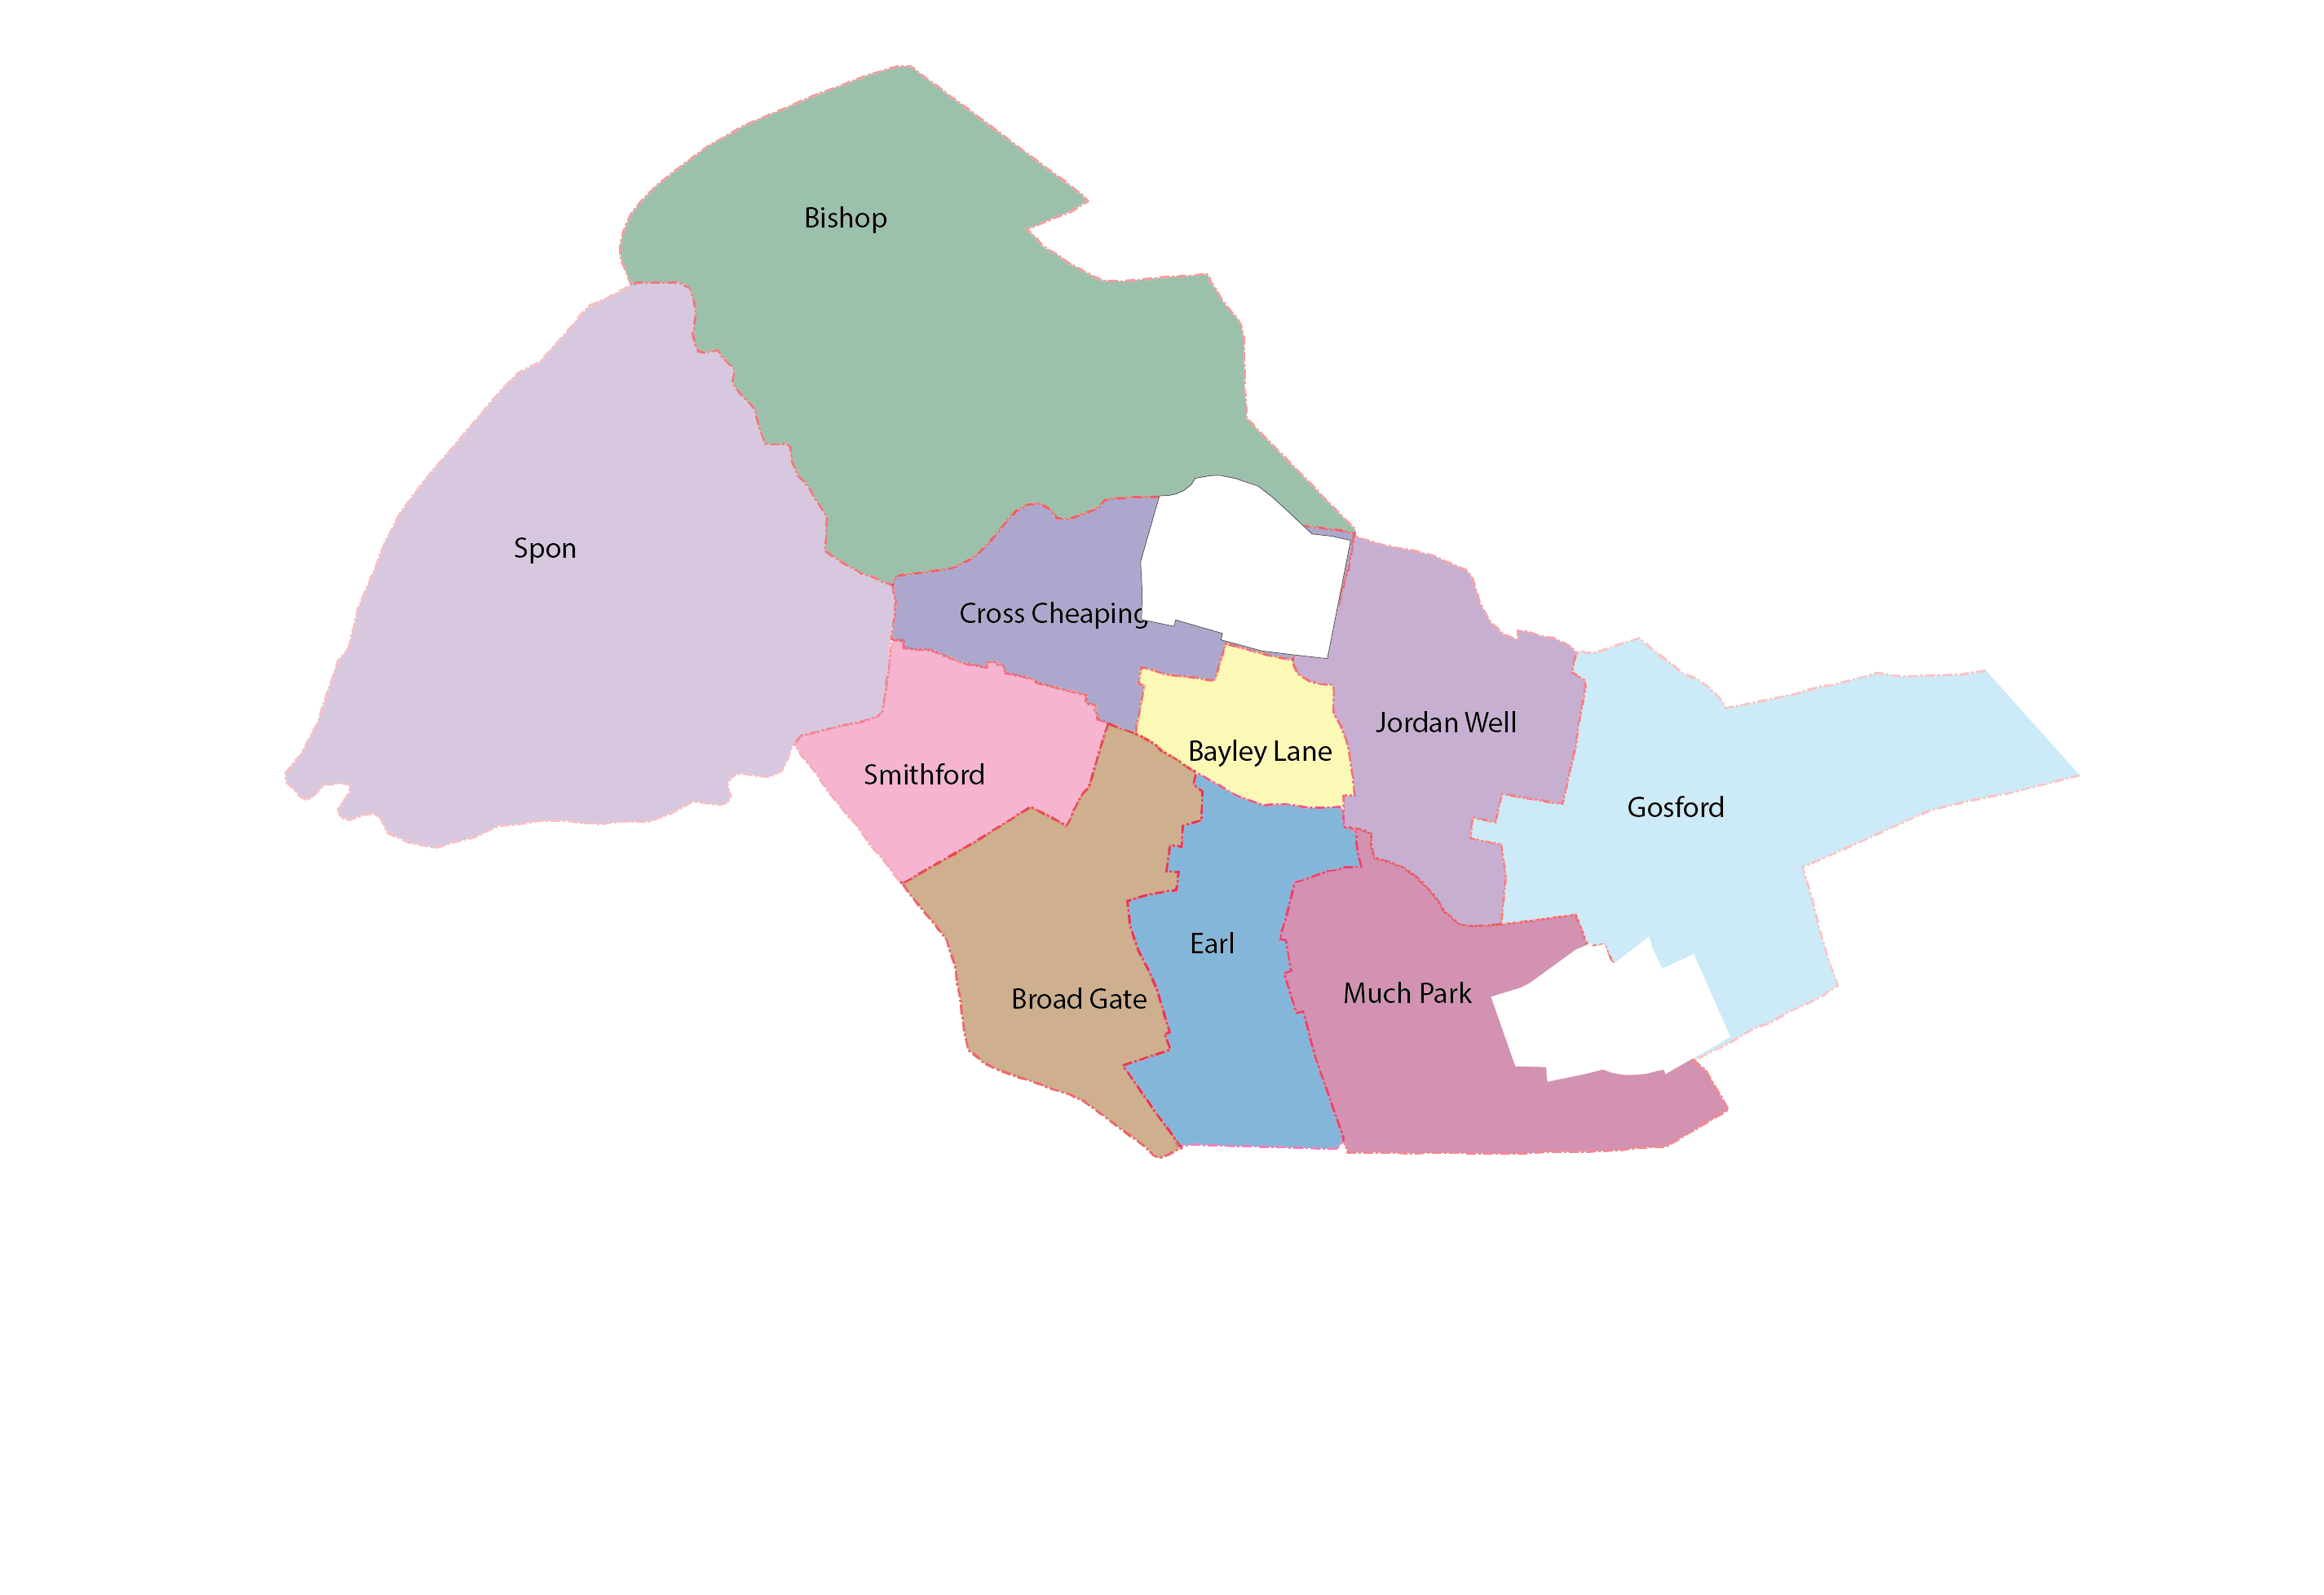 Bishop
Spon
Cross Cheaping
Jordan Well
Bayley Lane
Smithford
Gosford
Earl
Much Park
Broad Gate